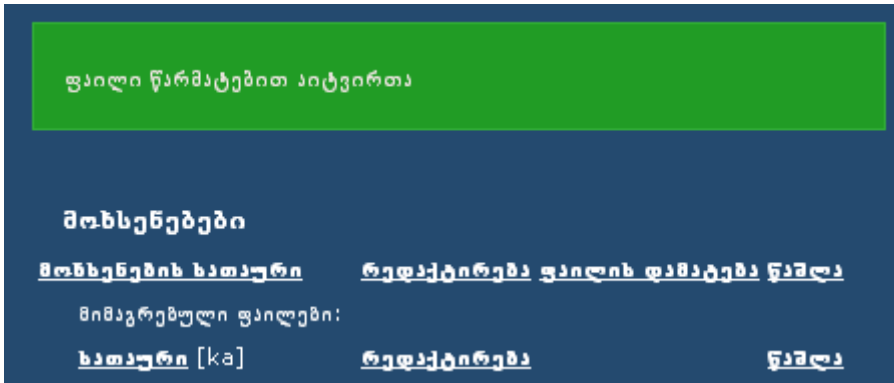 ფაილი წარმატებით აიტვირთა
მოხსენებები
მოხსენების სათაური რედაქტირება ფაილის დამატება წაშლა
მიმაგრებული ფაილები:
სათაური [ka] რედაქტირება წაშლა